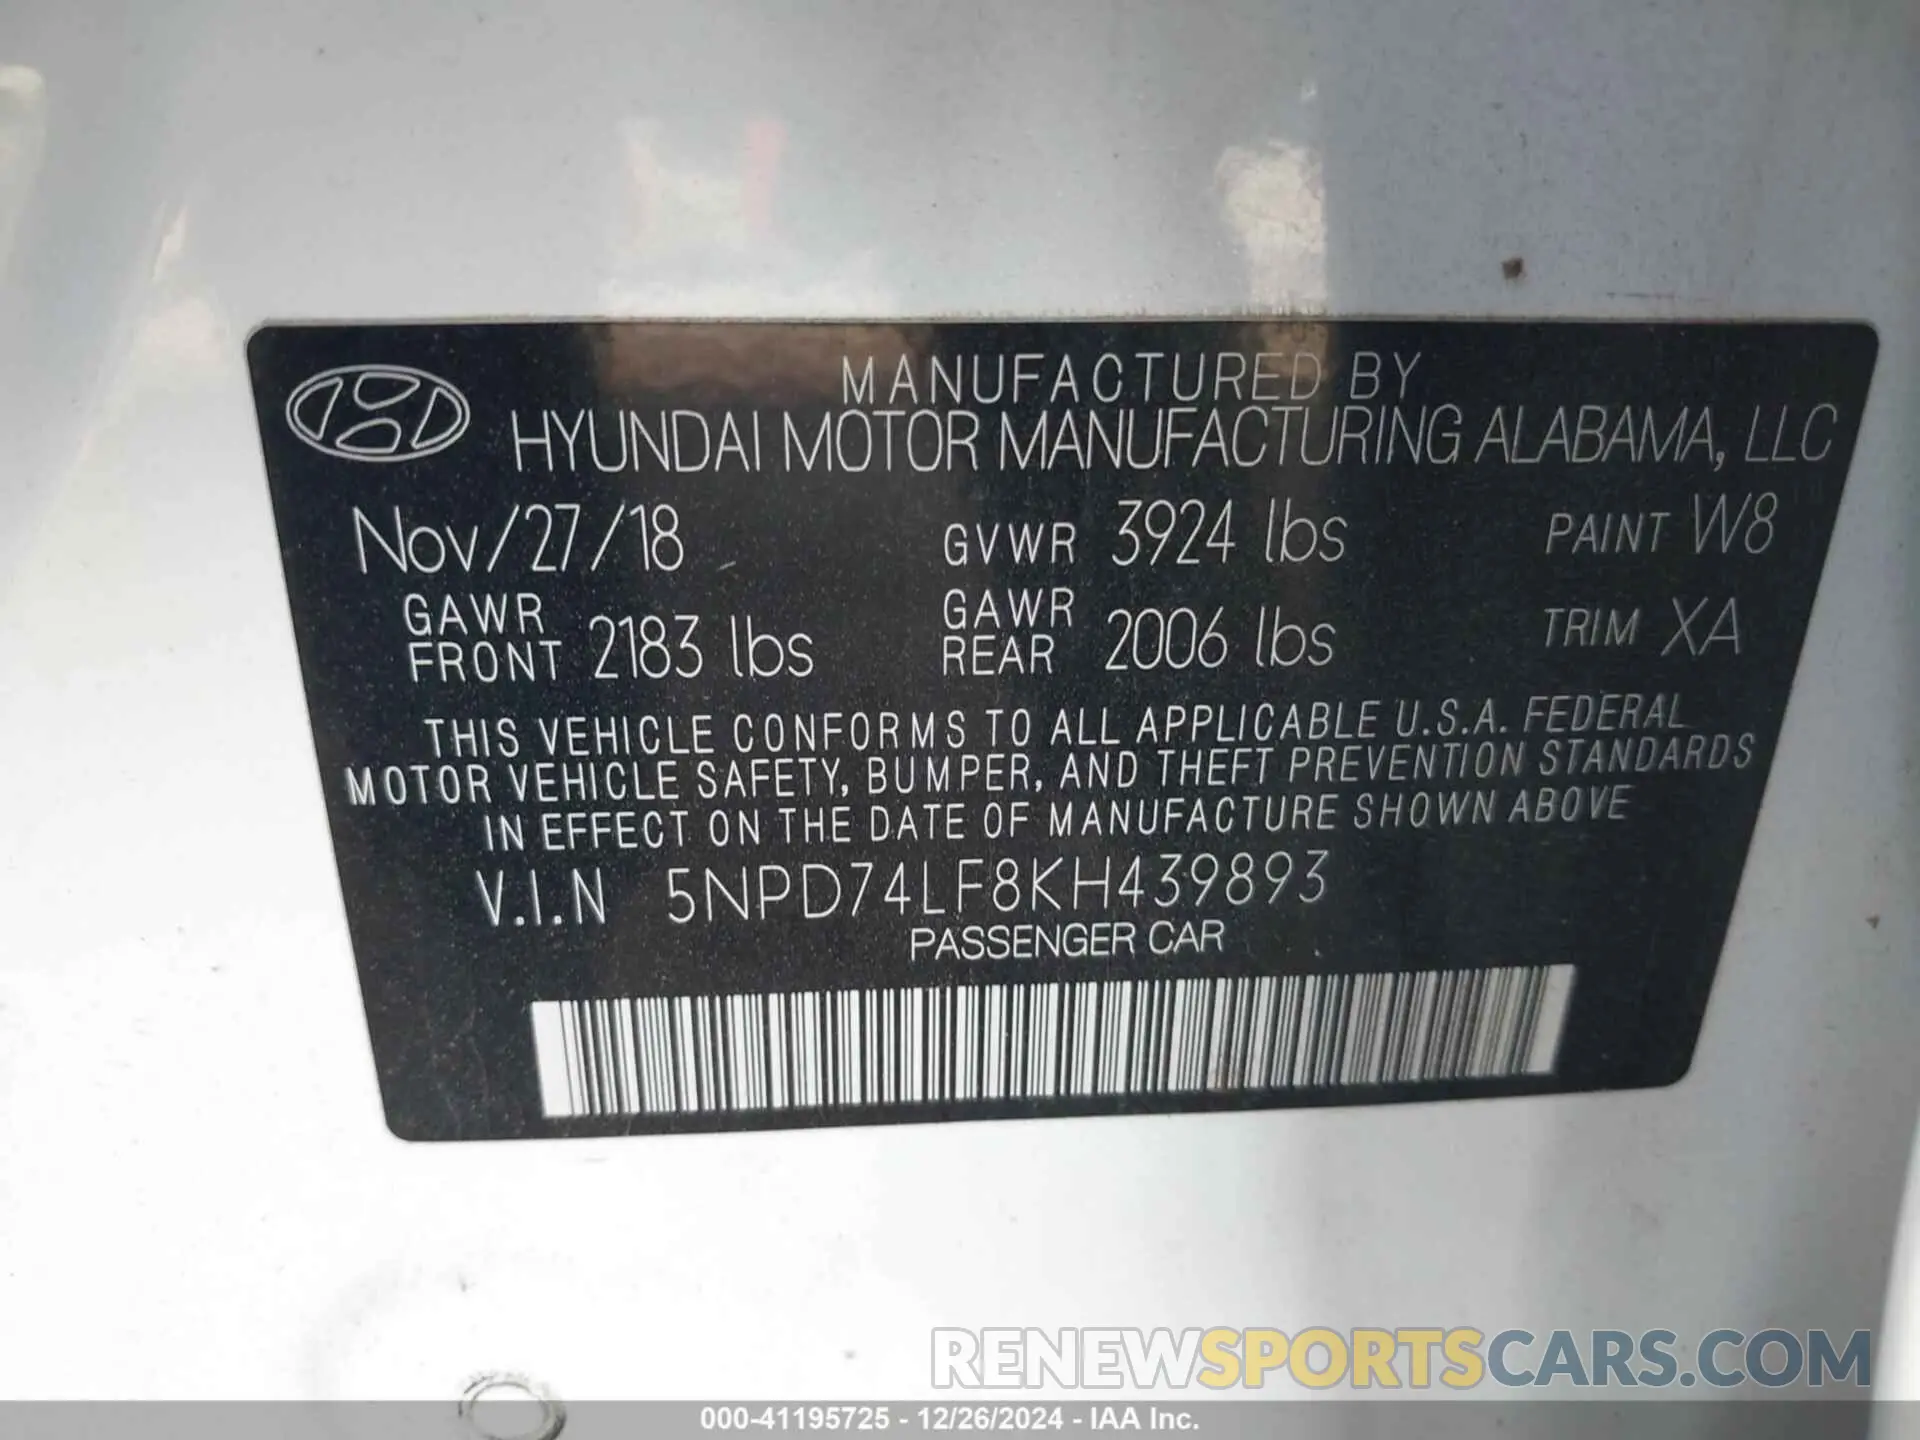 MANUFACTURED BY
HYUNDAI MOTOR MANUFACTURING ALABAMA, LLC
Nov/27/18 GVWR 3924 lbs PAINT W8
GAWR FRONT 2183 lbs GAWR REAR 2006 lbs TRIM XA
THIS VEHICLE CONFORMS TO ALL APPLICABLE U.S.A. FEDERAL
MOTOR VEHICLE SAFETY, BUMPER, AND THEFT PREVENTION STANDARDS
IN EFFECT ON THE DATE OF MANUFACTURE SHOWN ABOVE
V.I.N 5NPD74LF8KH439893
PASSENGER CAR
RENEWSPORTSCARS.COM
000-41195725 - 12/26/2024 - IAA Inc.